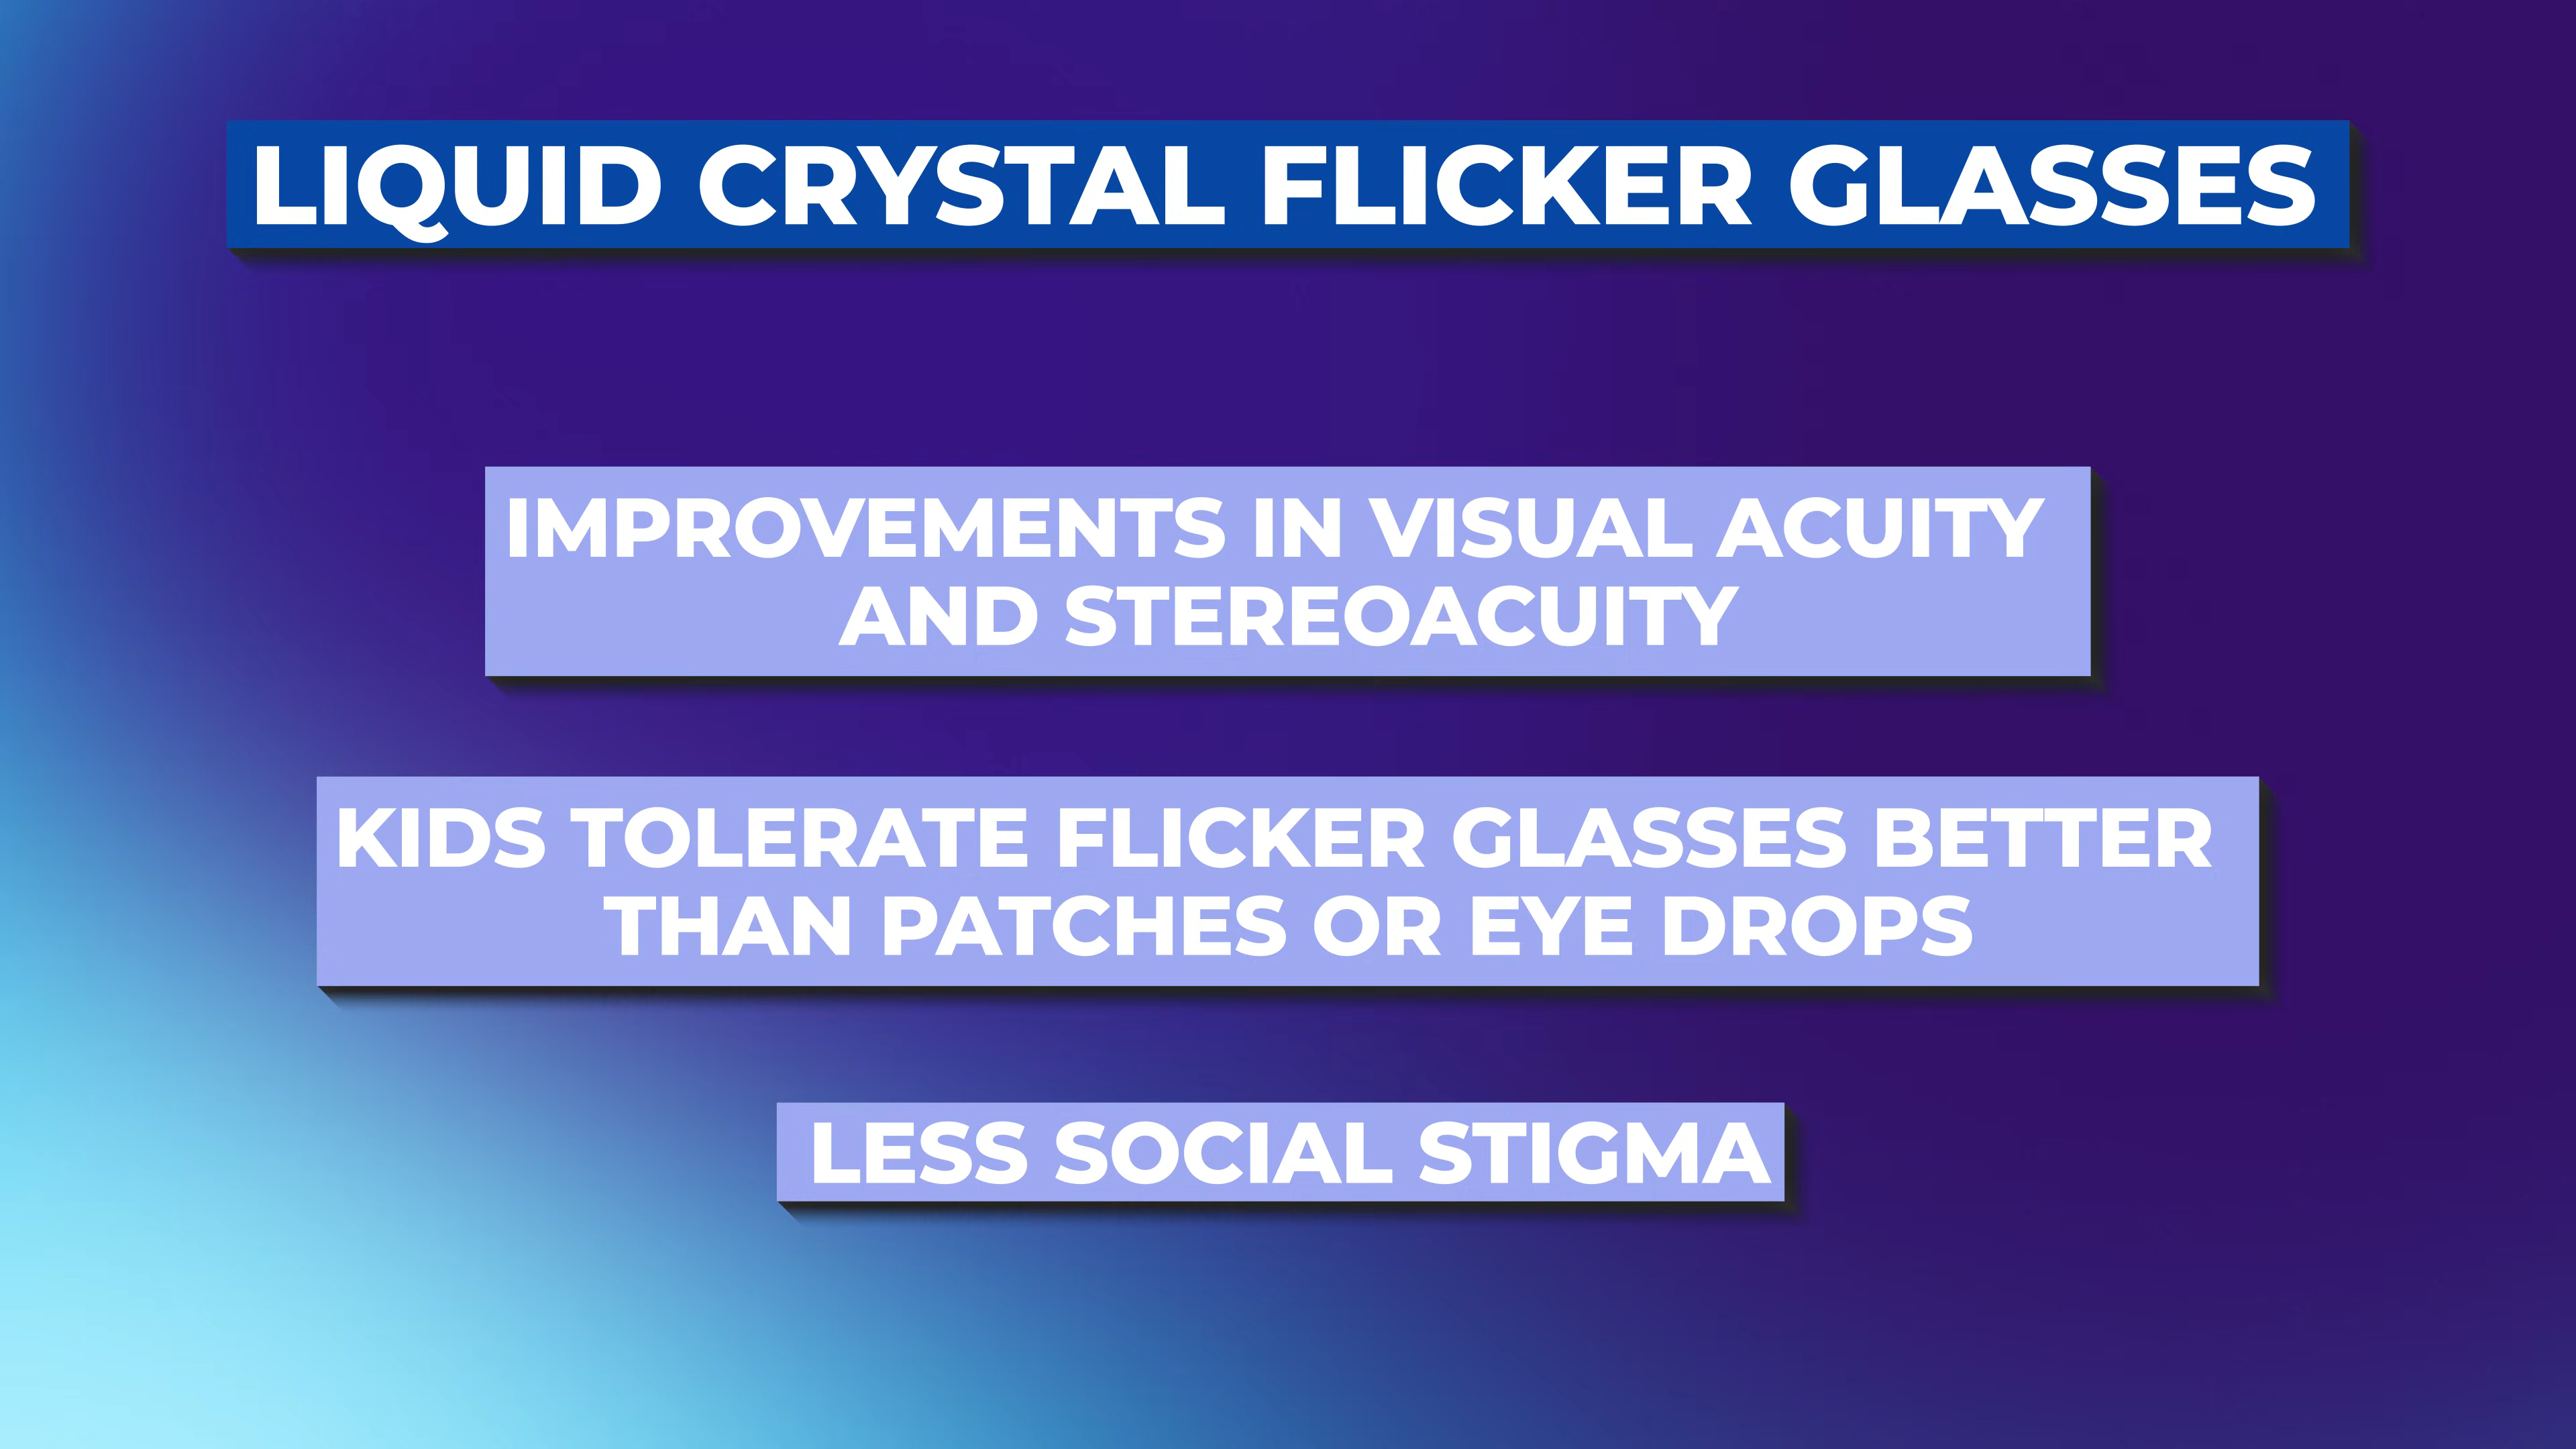 LIQUID CRYSTAL FLICKER GLASSES
IMPROVEMENTS IN VISUAL ACUITY
AND STEREOACUITY
KIDS TOLERATE FLICKER GLASSES BETTER
THAN PATCHES OR EYE DROPS
LESS SOCIAL STIGMA